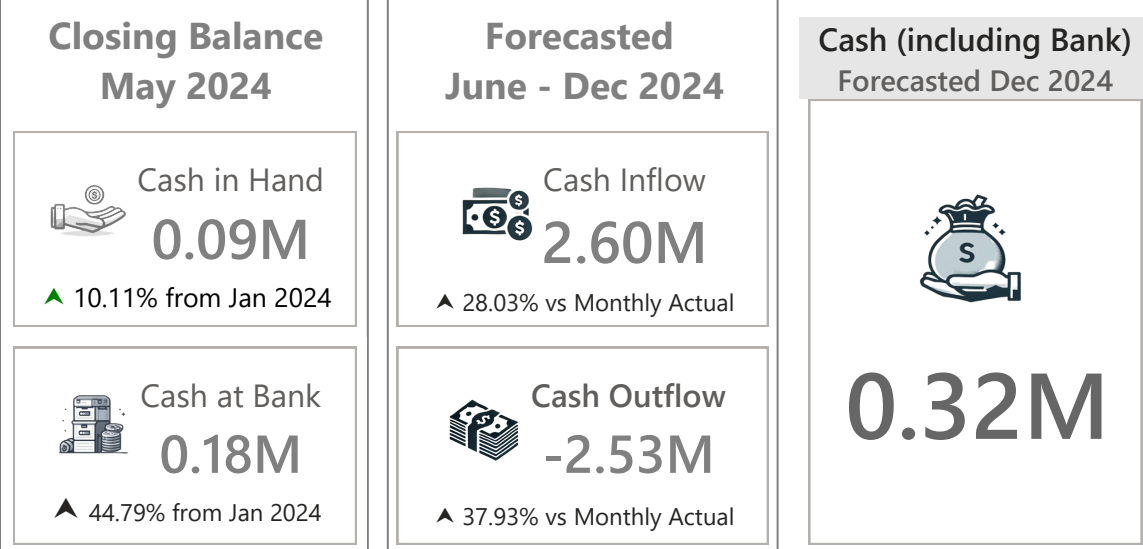 Closing Balance
May 2024
Cash in Hand
0.09M
10.11% from Jan 2024
Cash at Bank
0.18M
44.79% from Jan 2024
Forecasted
June - Dec 2024
Cash Inflow
2.60M
28.03% vs Monthly Actual
Cash Outflow
-2.53M
37.93% vs Monthly Actual
Cash (including Bank)
Forecasted Dec 2024
0.32M